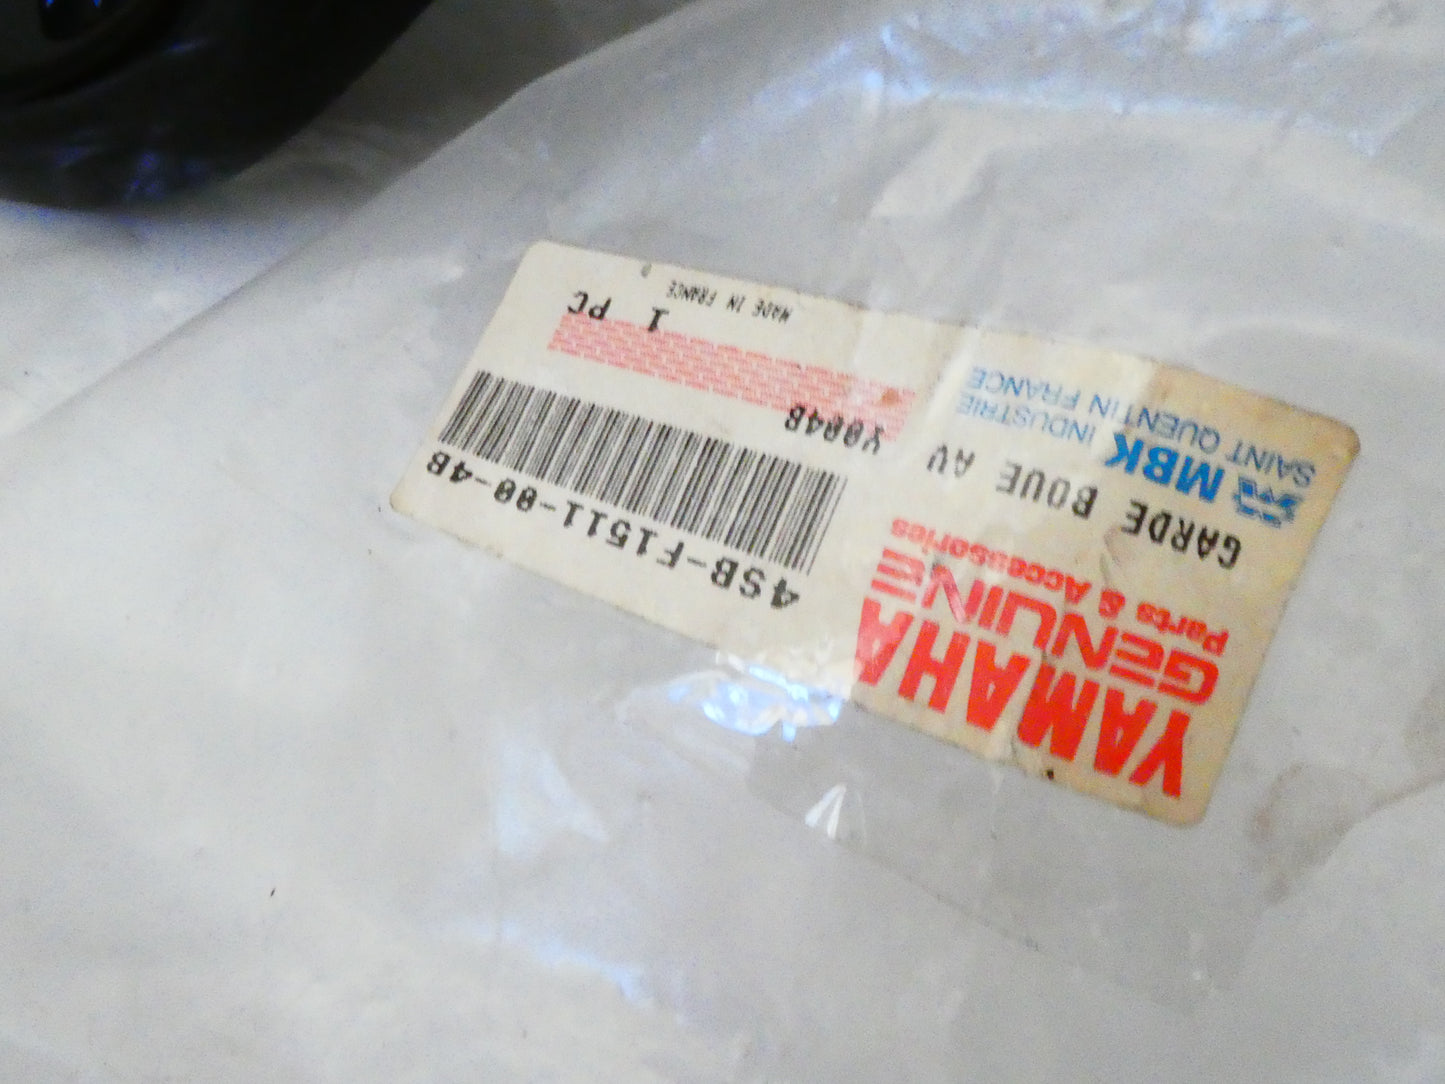 YAMAHA
GENUINE
Parts & Accessories
GARDE BOUE AV
MBK INDUSTRIE
SAINT QUENTIN FRANCE
4SB-F1511-00-4B
Y004B
1 PC
MADE IN FRANCE